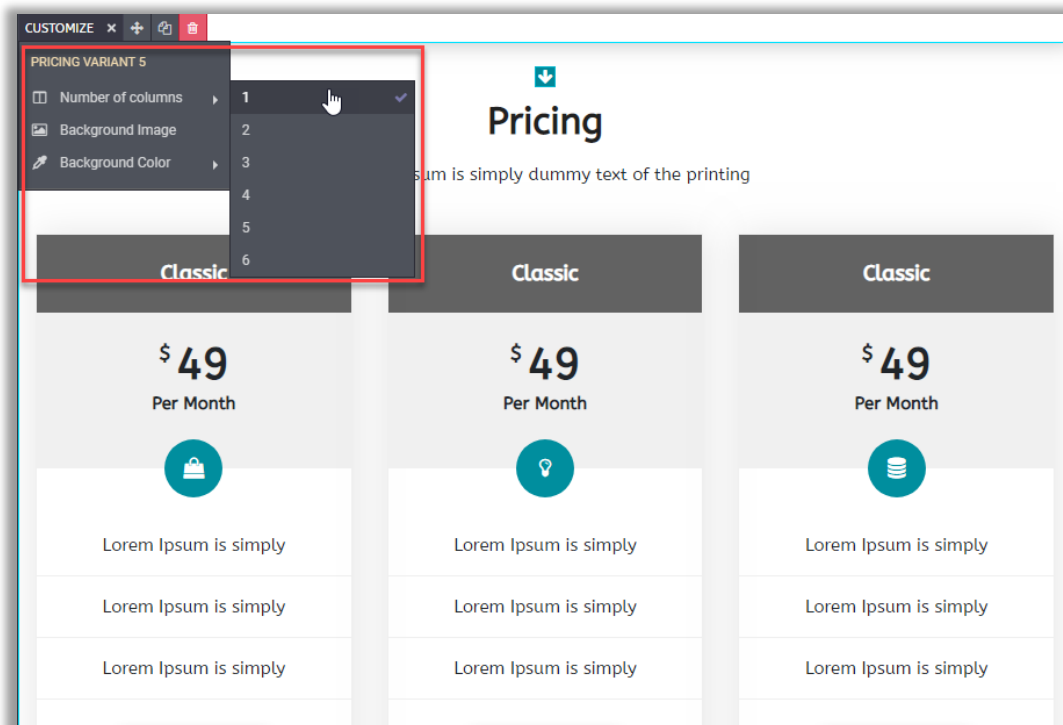 CUSTOMIZE
PRICING VARIANT 5
Number of columns
Background Image
Background Color
1
2
3
4
5
6
Pricing
is simply dummy text of the printing
Classic
Classic
Classic
$ 49
$ 49
$ 49
Per Month
Per Month
Per Month
Lorem Ipsum is simply
Lorem Ipsum is simply
Lorem Ipsum is simply
Lorem Ipsum is simply
Lorem Ipsum is simply
Lorem Ipsum is simply
Lorem Ipsum is simply
Lorem Ipsum is simply
Lorem Ipsum is simply